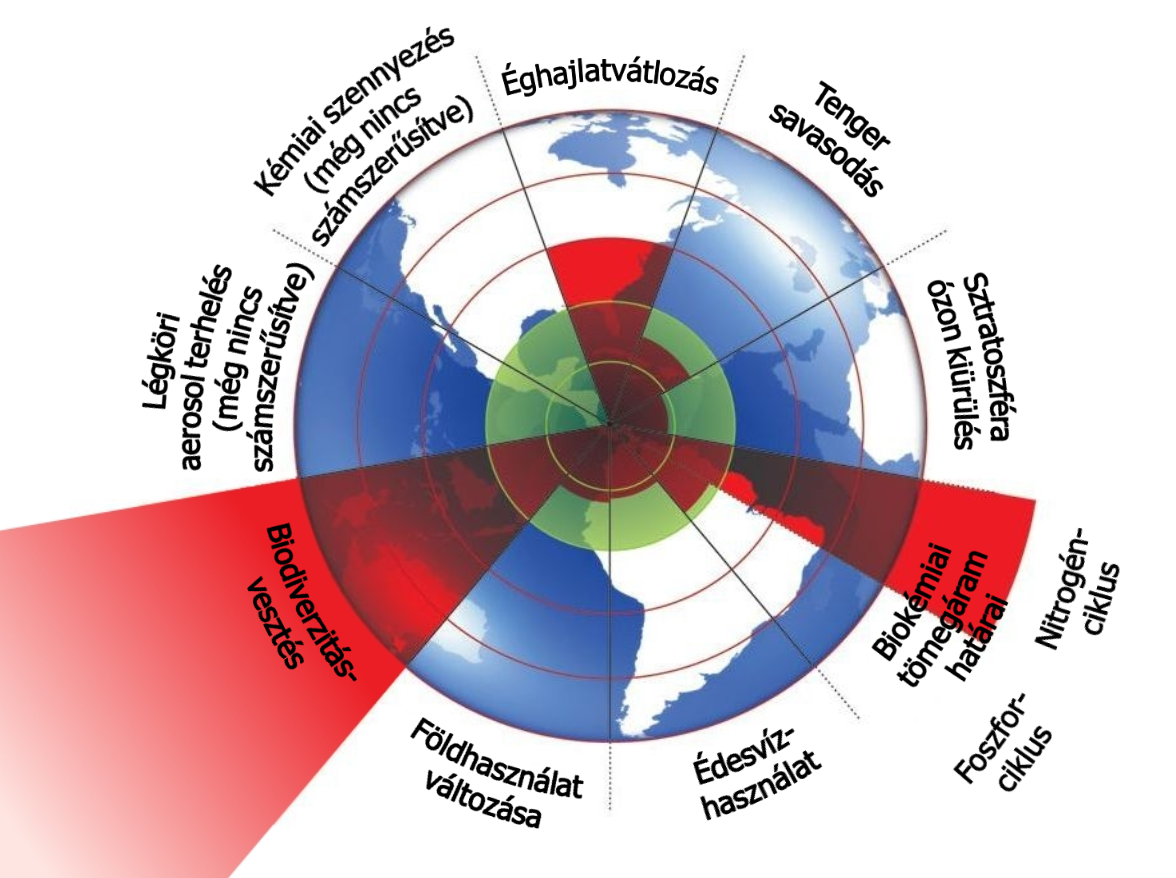 Éghajlatvátlozás
Tenger
savasodás
Sztratoszféra
ózon kiürülés
Biokémiai
tömegáram
határai
Nitrogén-
ciklus
Foszfor-
ciklus
Édesvíz-
használat
Földhasználat
változása
Biodiverzitás-
vesztés
Légköri
aerosol terhelés
(még nincs
számszerűsítve)
Kémiai szennyezés
(még nincs
számszerűsítve)